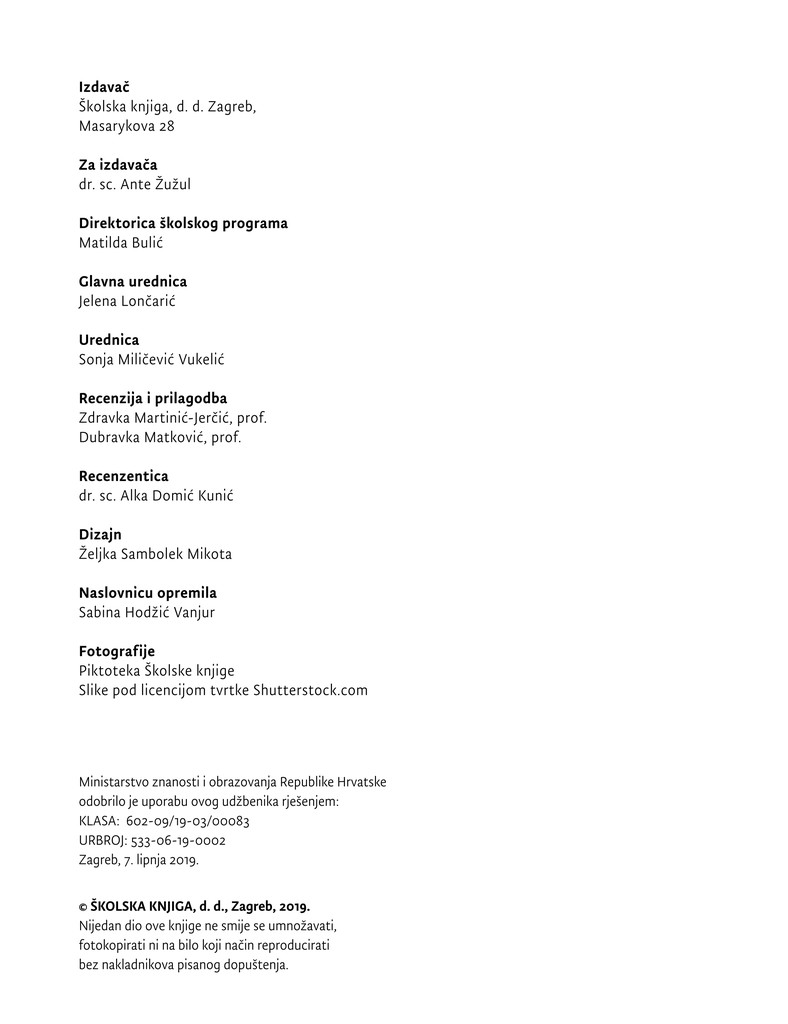 Izdavač
Školska knjiga, d. d. Zagreb,
Masarykova 28
Za izdavača
dr. sc. Ante Žužul
Direktorica školskog programa
Matilda Bulić
Glavna urednica
Jelena Lončarić
Urednica
Sonja Miličević Vukelić
Recenzija i prilagodba
Zdravka Martinić-Jerčić, prof.
Dubravka Matković, prof.
Recenzentica
dr. sc. Alka Domić Kunić
Dizajn
Željka Sambolek Mikota
Naslovnicu opremila
Sabina Hodžić Vanjur
Fotografije
Piktoteka Školske knjige
Slike pod licencijom tvrtke Shutterstock.com
Ministarstvo znanosti i obrazovanja Republike Hrvatske
odobrilo je uporabu ovog udžbenika rješenjem:
KLASA: 602-09/19-03/00083
URBROJ: 533-06-19-0002
Zagreb, 7. lipnja 2019.
© ŠKOLSKA KNJIGA, d. d., Zagreb, 2019.
Nijedan dio ove knjige ne smije se umnožavati,
fotokopirati ni na bilo koji način reproducirati
bez nakladnikova pisanog dopuštenja.